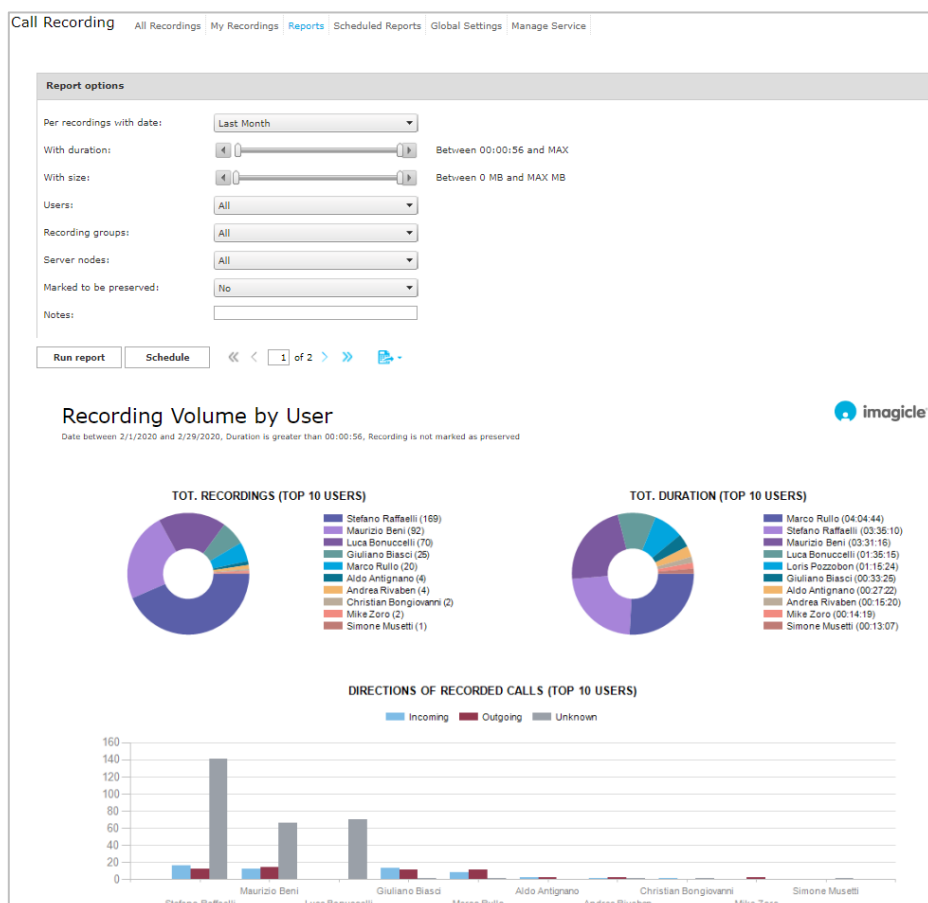 Call Recording All Recordings My Recordings Reports Scheduled Reports Global Settings Manage Service
Report options
Per recordings with date: Last Month
With duration: Between 00:00:56 and MAX
With size: Between 0 MB and MAX MB
Users: All
Recording groups: All
Server nodes: All
Marked to be preserved: No
Notes:
Run report Schedule 1 of 2
Recording Volume by User
imagicle
Date between 2/1/2020 and 2/29/2020, Duration is greater than 00:00:56, Recording is not marked as preserved
TOT. RECORDINGS (TOP 10 USERS)
Stefano Raffaelli (169)
Maurizio Beni (92)
Luca Bonuccelli (70)
Giuliano Biasci (25)
Marco Rullo (20)
Aldo Antignano (4)
Andrea Rivaben (4)
Christian Bongiovanni (2)
Mike Zoro (2)
Simone Musetti (1)
TOT. DURATION (TOP 10 USERS)
Marco Rullo (04:04:44)
Stefano Raffaelli (03:35:10)
Maurizio Beni (03:31:16)
Luca Bonuccelli (01:35:15)
Loris Pozzobon (01:15:24)
Giuliano Biasci (00:33:25)
Aldo Antignano (00:27:22)
Andrea Rivaben (00:15:20)
Mike Zoro (00:14:19)
Simone Musetti (00:13:07)
DIRECTIONS OF RECORDED CALLS (TOP 10 USERS)
Incoming Outgoing Unknown
160
140
120
100
80
60
40
20
0
Maurizio Beni Giuliano Biasci Aldo Antignano Christian Bongiovanni Simone Musetti
Stefano Raffaelli Luca Bonuccelli Marco Rullo Andrea Rivaben Mike Zoro